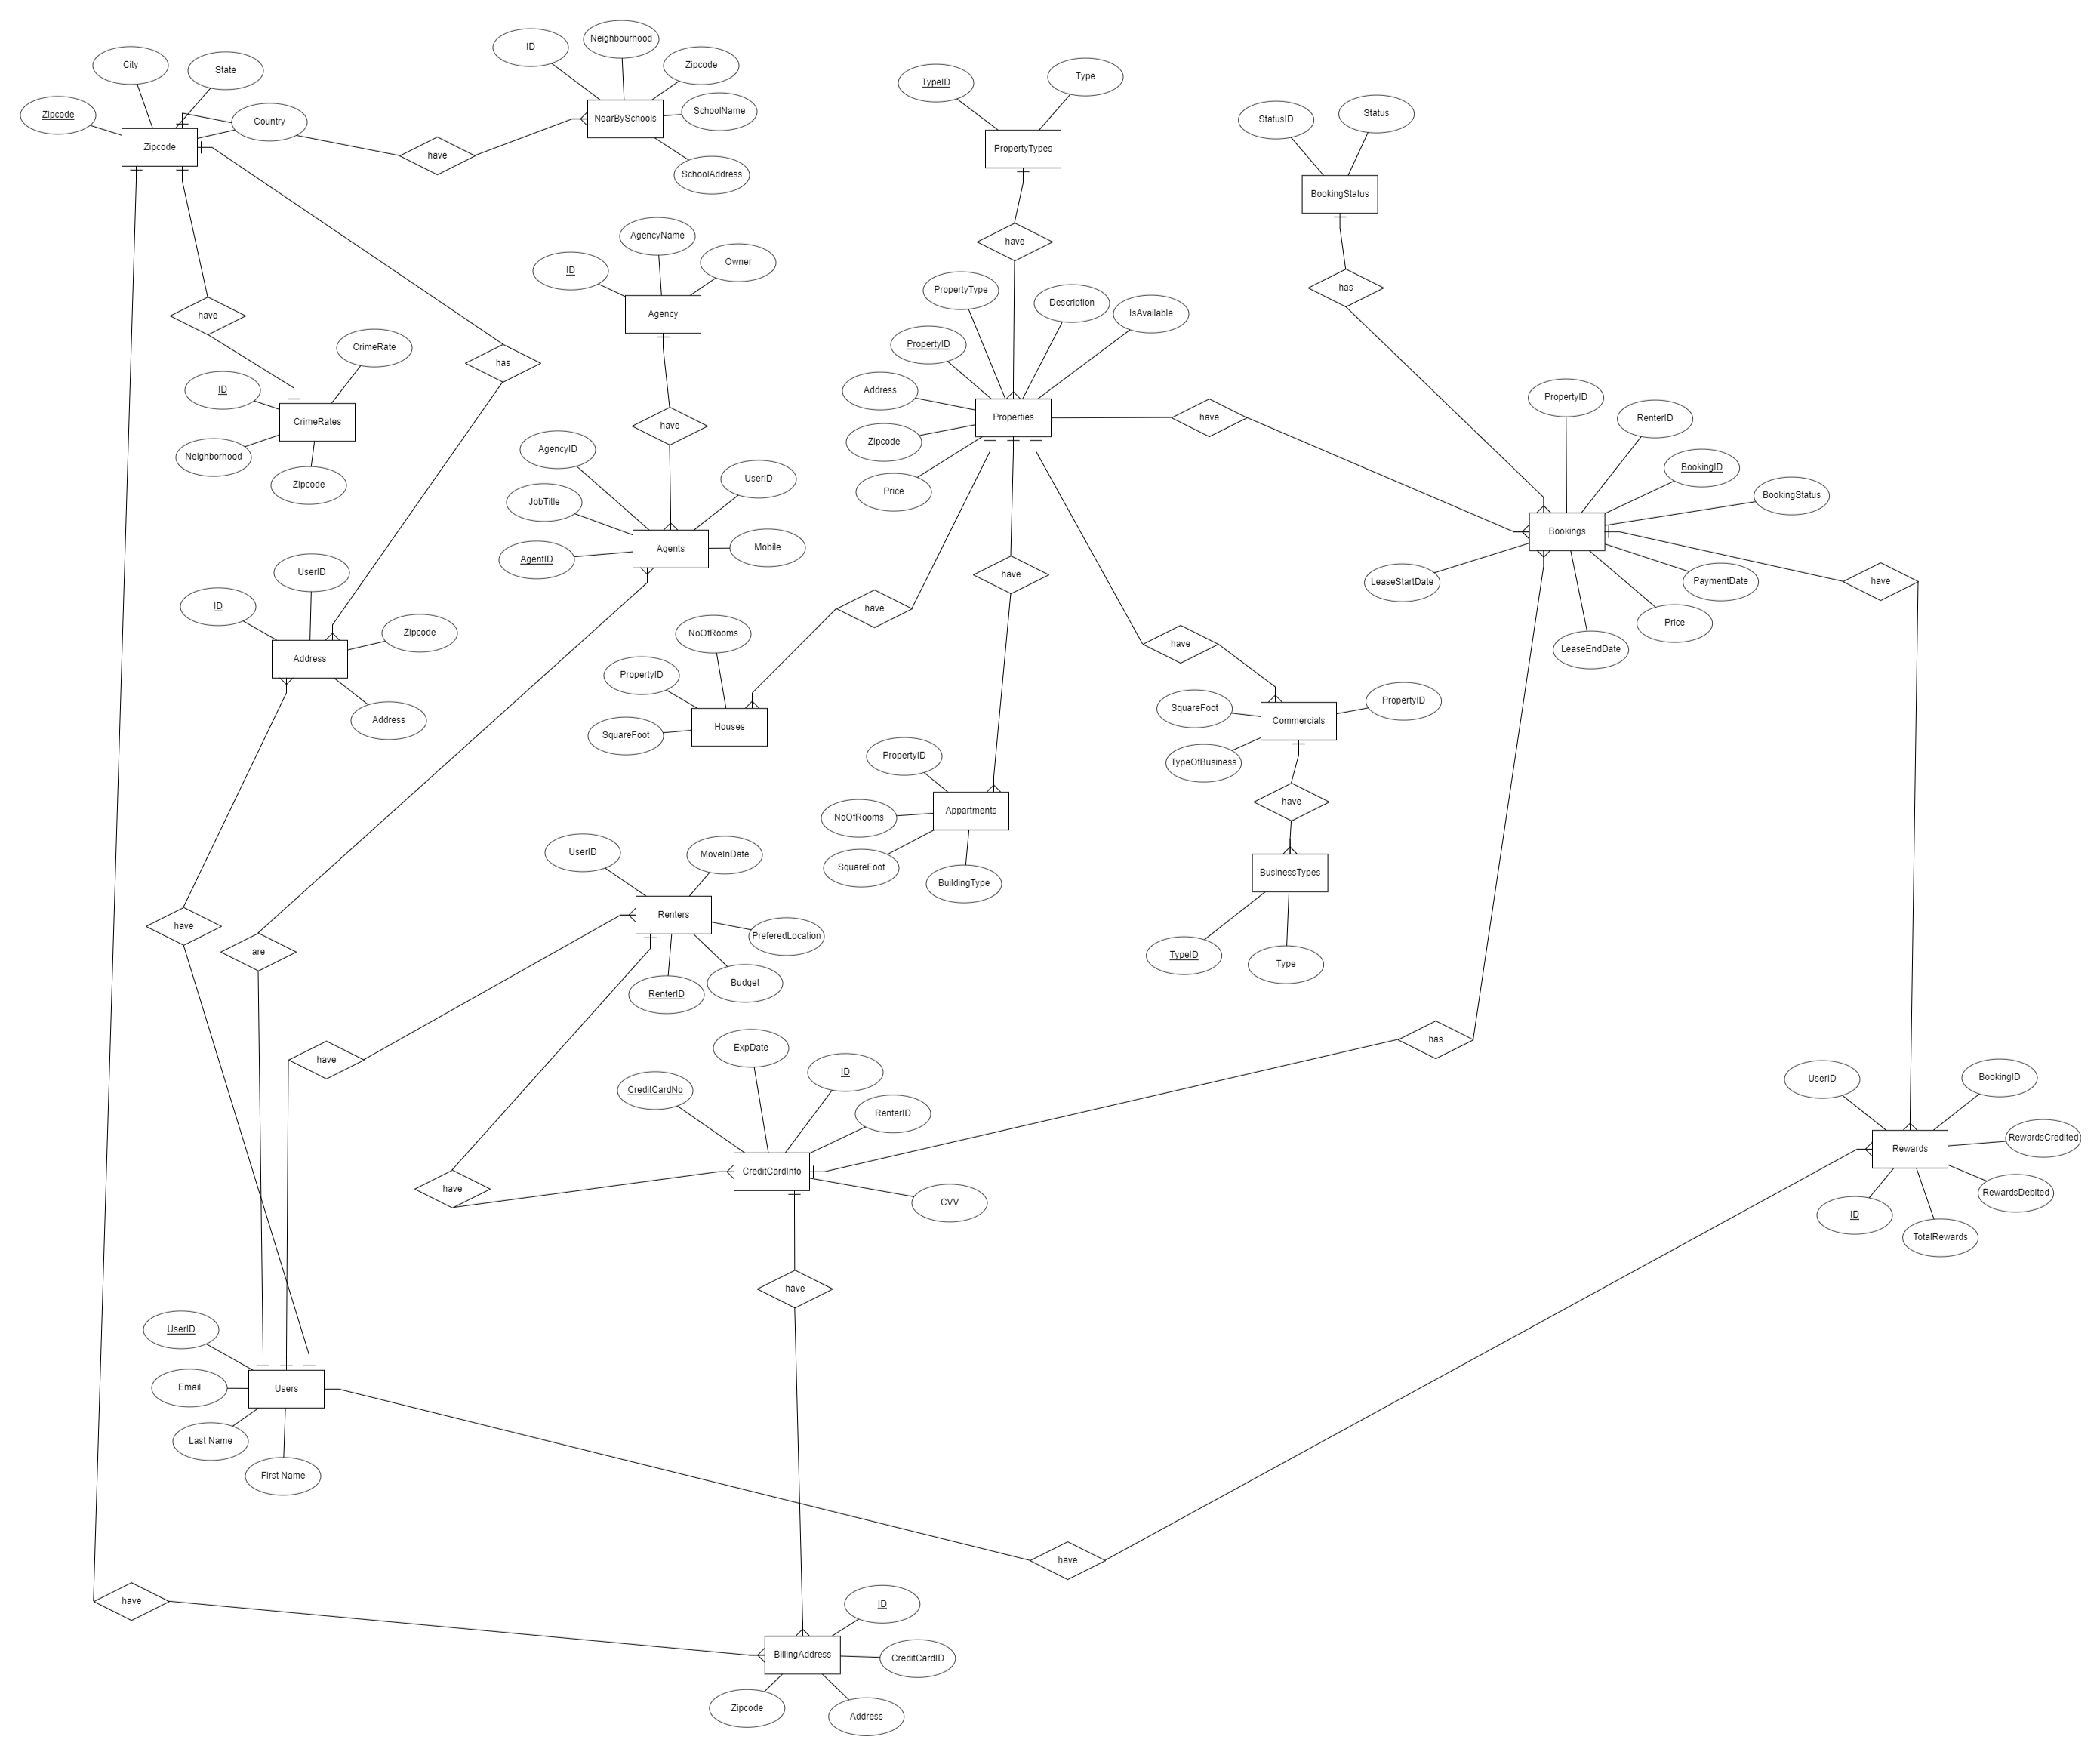 City
State
Zipcode
Country
Zipcode
ID
Neighbourhood
Zipcode
SchoolName
SchoolAddress
NearBySchools
have
TypeID
Type
PropertyTypes
have
StatusID
Status
BookingStatus
has
AgencyName
ID
Owner
Agency
have
have
CrimeRate
ID
CrimeRates
Neighborhood
Zipcode
has
PropertyType
Description
IsAvailable
PropertyID
Address
Properties
Zipcode
Price
have
PropertyID
RenterID
BookingID
BookingStatus
Bookings
LeaseStartDate
PaymentDate
Price
LeaseEndDate
have
AgencyID
UserID
JobTitle
Agents
Mobile
AgentID
UserID
ID
Zipcode
Address
Address
have
have
have
NoOfRooms
PropertyID
SquareFoot
Houses
PropertyID
SquareFoot
Commercials
TypeOfBusiness
have
BusinessTypes
TypeID
Type
PropertyID
NoOfRooms
Appartments
SquareFoot
BuildingType
UserID
MoveInDate
Renters
PreferedLocation
Budget
RenterID
have
are
have
has
ExpDate
ID
CreditCardNo
RenterID
CreditCardInfo
CVV
have
UserID
BookingID
RewardsCredited
Rewards
RewardsDebited
ID
TotalRewards
have
UserID
Email
Users
Last Name
First Name
have
have
ID
BillingAddress
CreditCardID
Zipcode
Address